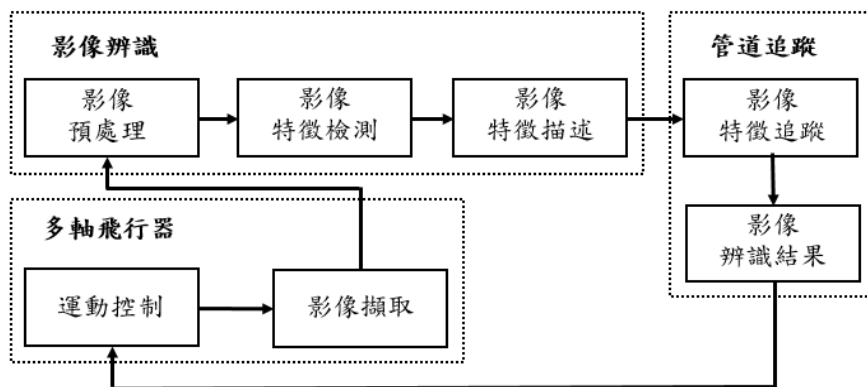 影像辨識
影像
預處理
影像
特徵檢測
影像
特徵描述
管道追蹤
影像
特徵追蹤
影像
辨識結果
多軸飛行器
運動控制
影像擷取